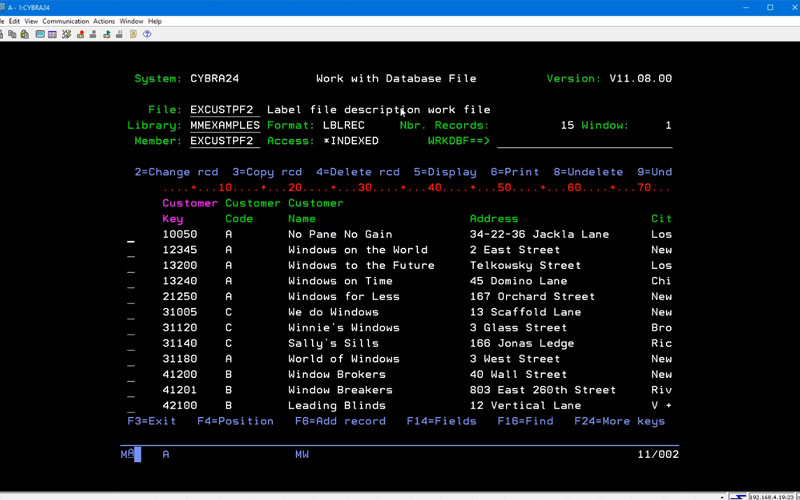 A - 1:CYBRA24
Edit View Communication Actions Window Help
System: CYBRA24 Work with Database File Version: V11.08.00
File: EXCUSTPF2 Label file description work file
Library: MMEXAMPLES Format: LBLREC Nbr. Records: 15 Window: 1
Member: EXCUSTPF2 Access: *INDEXED WRKDBF==>
2=Change rcd 3=Copy rcd 4=Delete rcd 5=Display 6=Print 8=Undelete 9=Und
....+...10....+...20....+...30....+...40....+...50....+...60....+...70...
Customer Customer Customer
Key Code Name Address Cit
10050 A No Pane No Gain 34-22-36 Jackla Lane Los
12345 A Windows on the World 2 East Street New
13200 A Windows to the Future Telkowsky Street Los
13240 A Windows on Time 45 Domino Lane Chi
21250 A Windows for Less 167 Orchard Street New
31005 C We do Windows 13 Scaffold Lane New
31120 C Winnie's Windows 3 Glass Street Bro
31140 C Sally's Sills 166 Jonas Ledge Ric
31180 A World of Windows 3 West Street New
41200 B Window Brokers 40 Wall Street New
41201 B Window Breakers 803 East 260th Street Riv
42100 B Leading Blinds 12 Vertical Lane V +
F3=Exit F4=Position F6=Add record F14=Fields F16=Find F24=More keys
MA A MW 11/002
192.168.4.19:23